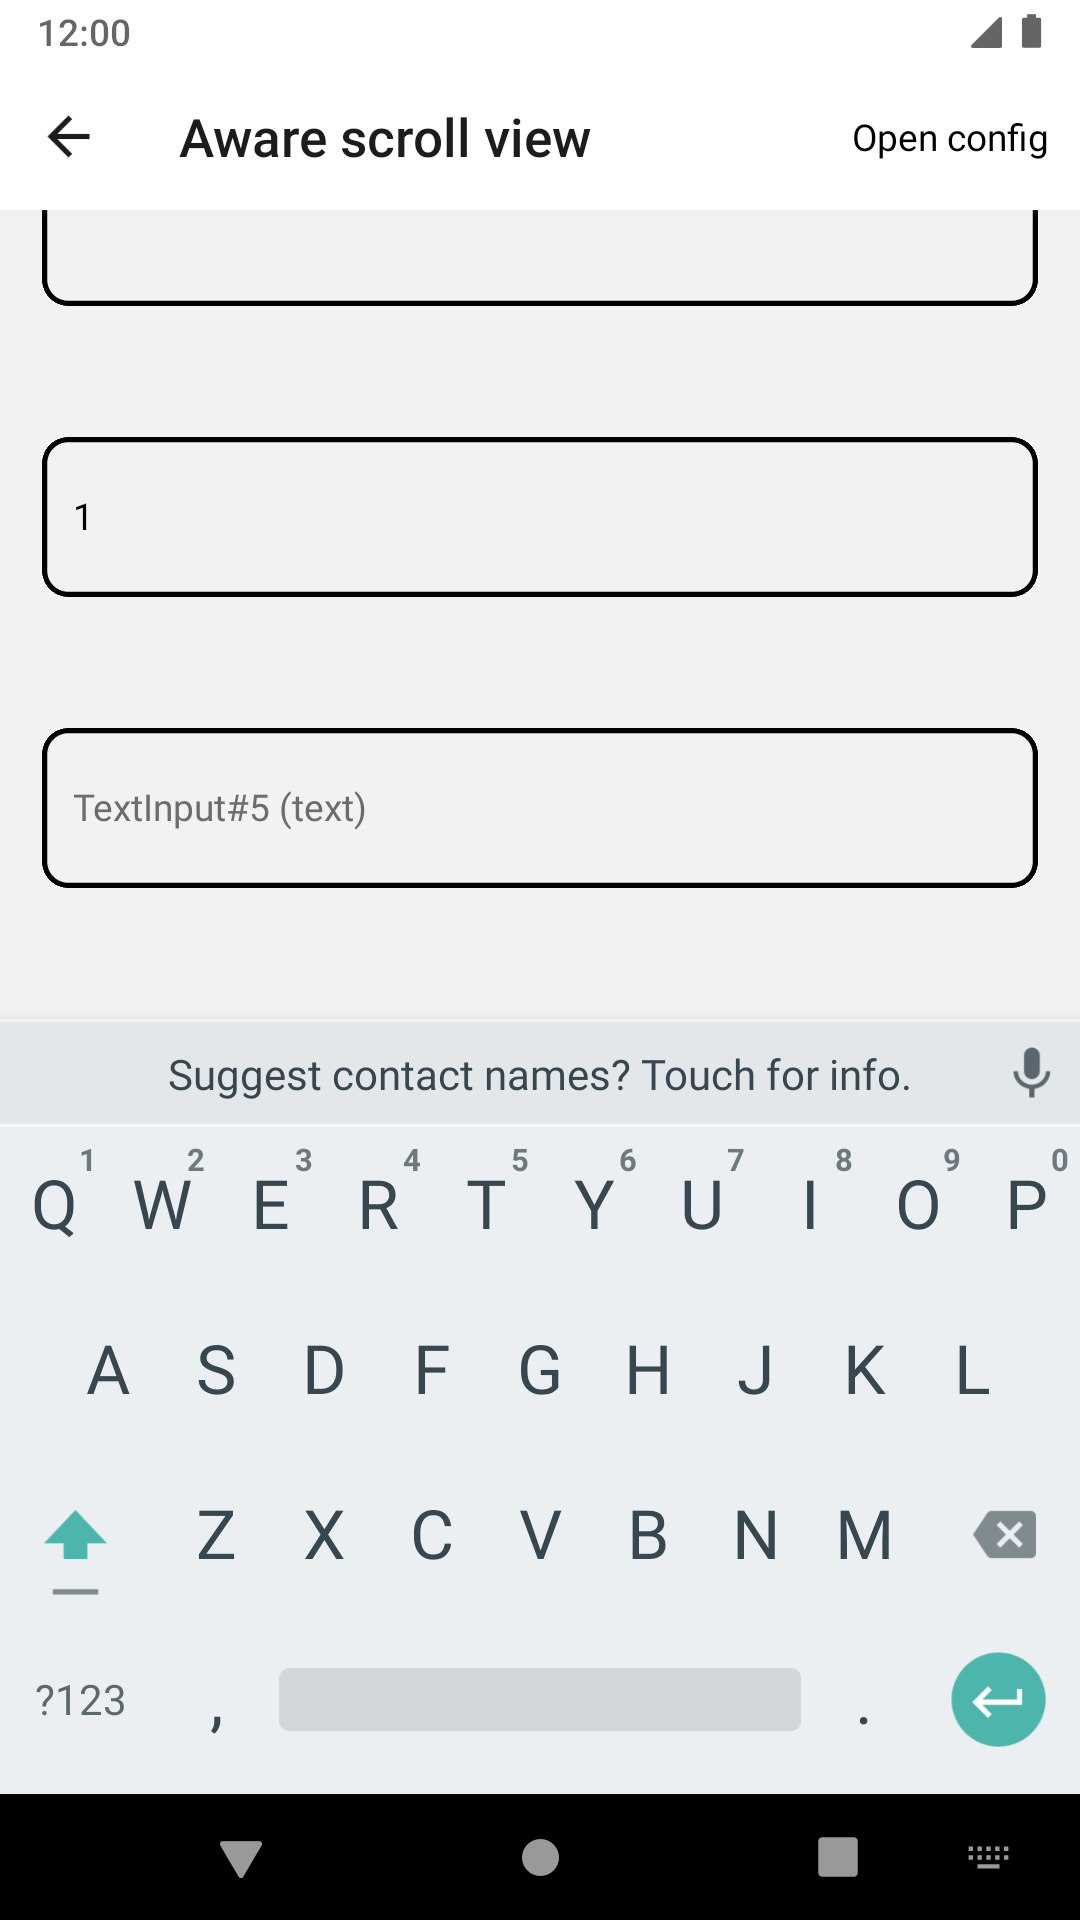 12:00
Aware scroll view
Open config
1
TextInput#5 (text)
Suggest contact names? Touch for info.
1 2 3 4 5 6 7 8 9 0
Q W E R T Y U I O P
A S D F G H J K L
Z X C V B N M
?123 , .